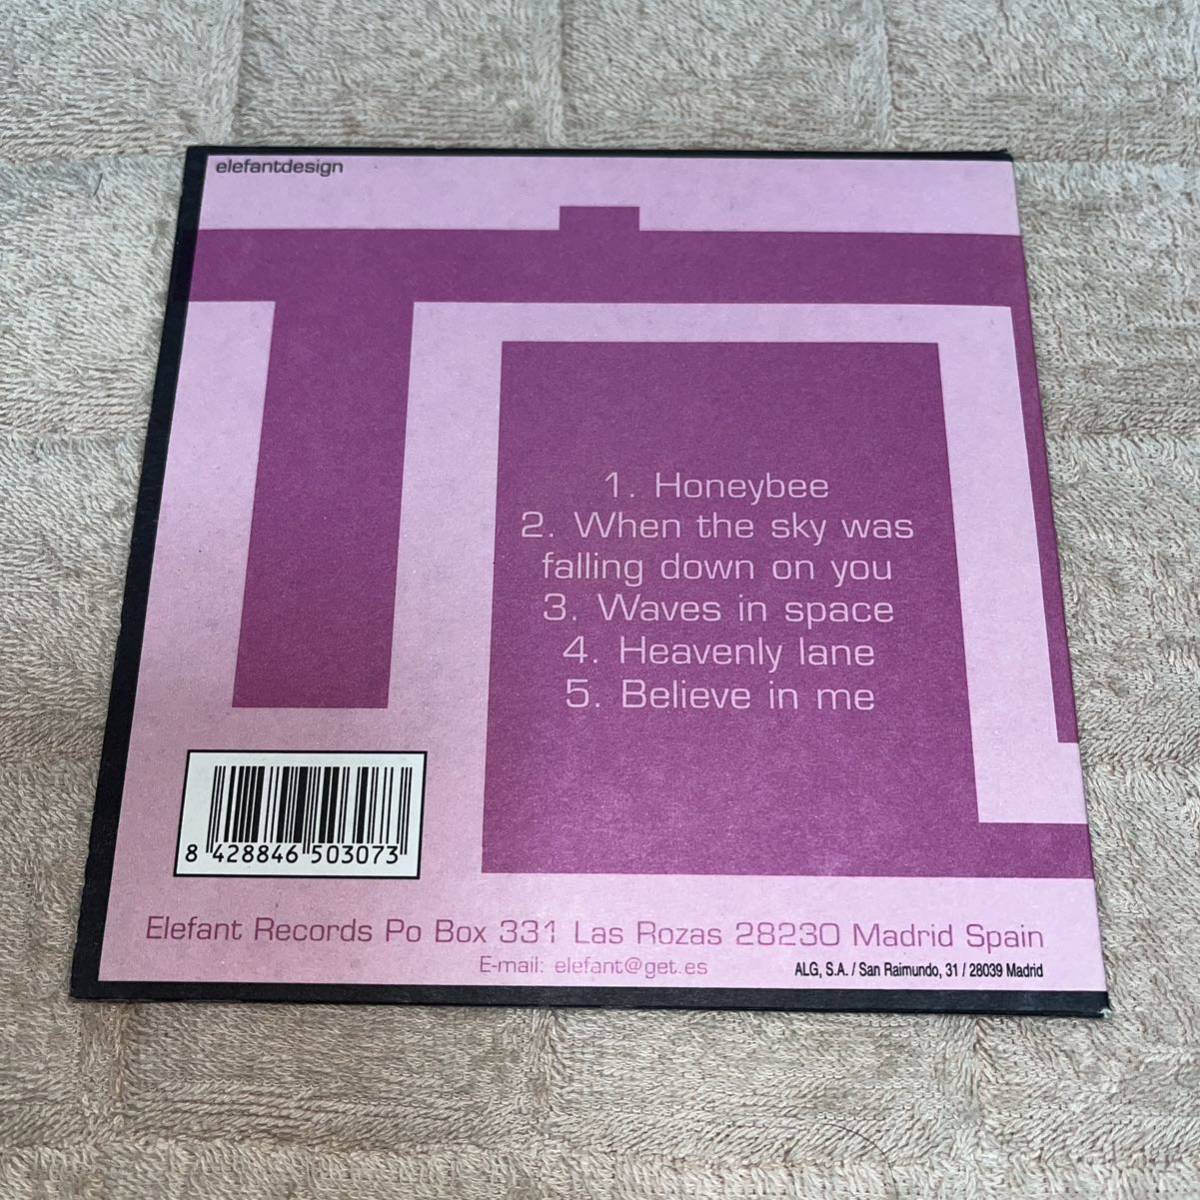 elefantdesign
1. Honeybee
2. When the sky was
falling down on you
3. Waves in space
4. Heavenly lane
5. Believe in me
8 428846 503073
Elefant Records Po Box 331 Las Rozas 28230 Madrid Spain
E-mail: elefant@get.es
ALG, S.A. / San Raimundo, 31 / 28039 Madrid